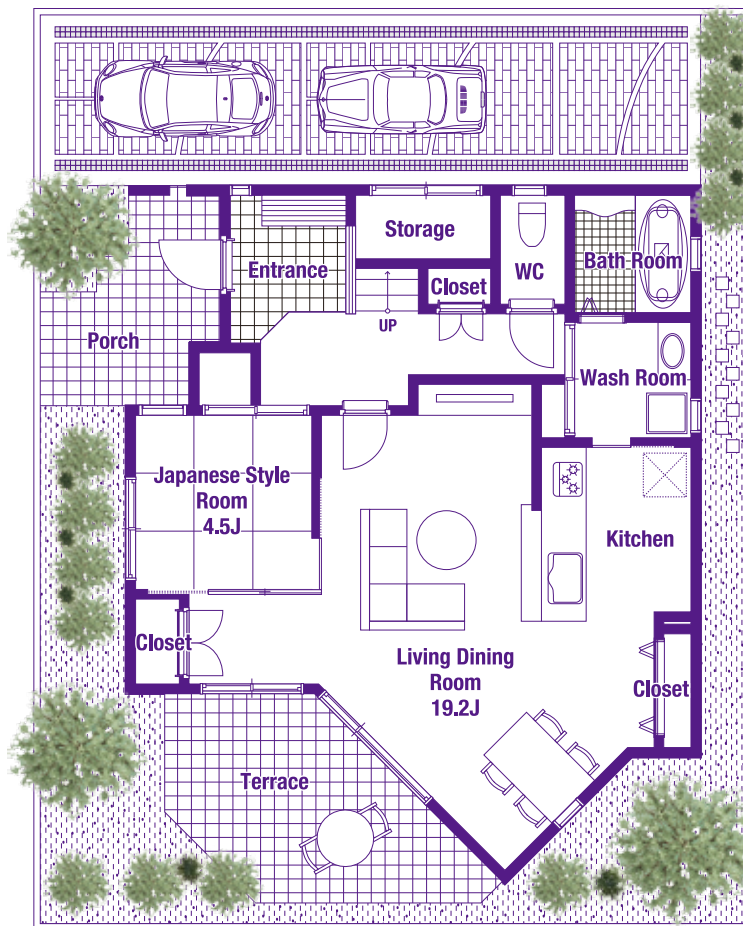 Storage
Entrance
Closet
WC
Bath Room
UP
Porch
Wash Room
Japanese Style
Room
4.5J
Kitchen
Closet
Living Dining
Room
19.2J
Closet
Terrace